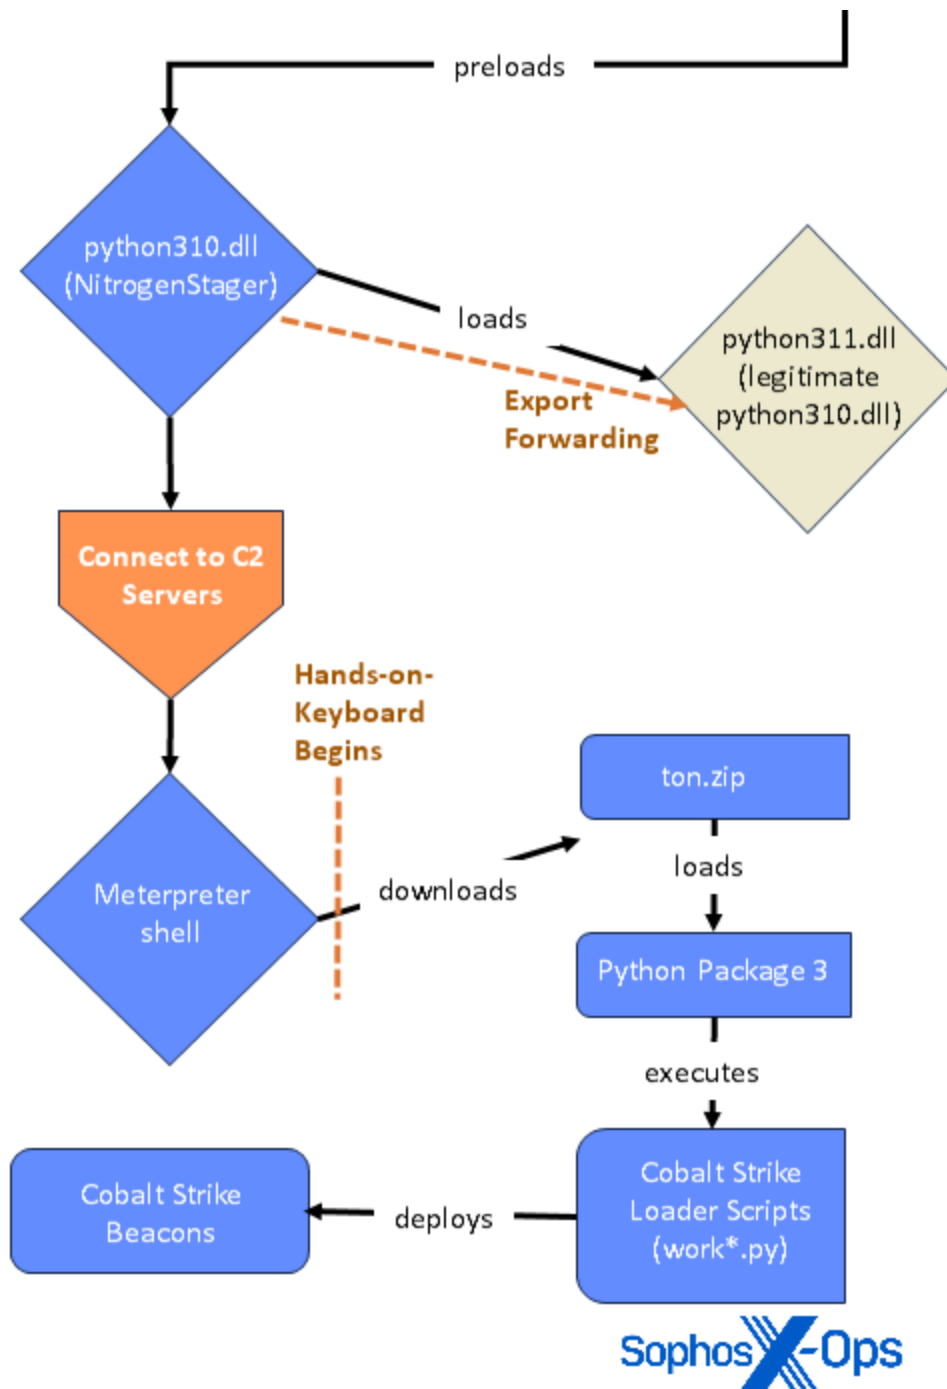 preloads
python310.dll
(NitrogenStager)
loads
python311.dll
(legitimate
python310.dll)
Export
Forwarding
Connect to C2
Servers
Hands-on-
Keyboard
Begins
ton.zip
loads
Meterpreter
shell
downloads
Python Package 3
executes
Cobalt Strike
Loader Scripts
(work*.py)
deploys
Cobalt Strike
Beacons
Sophos X-Ops